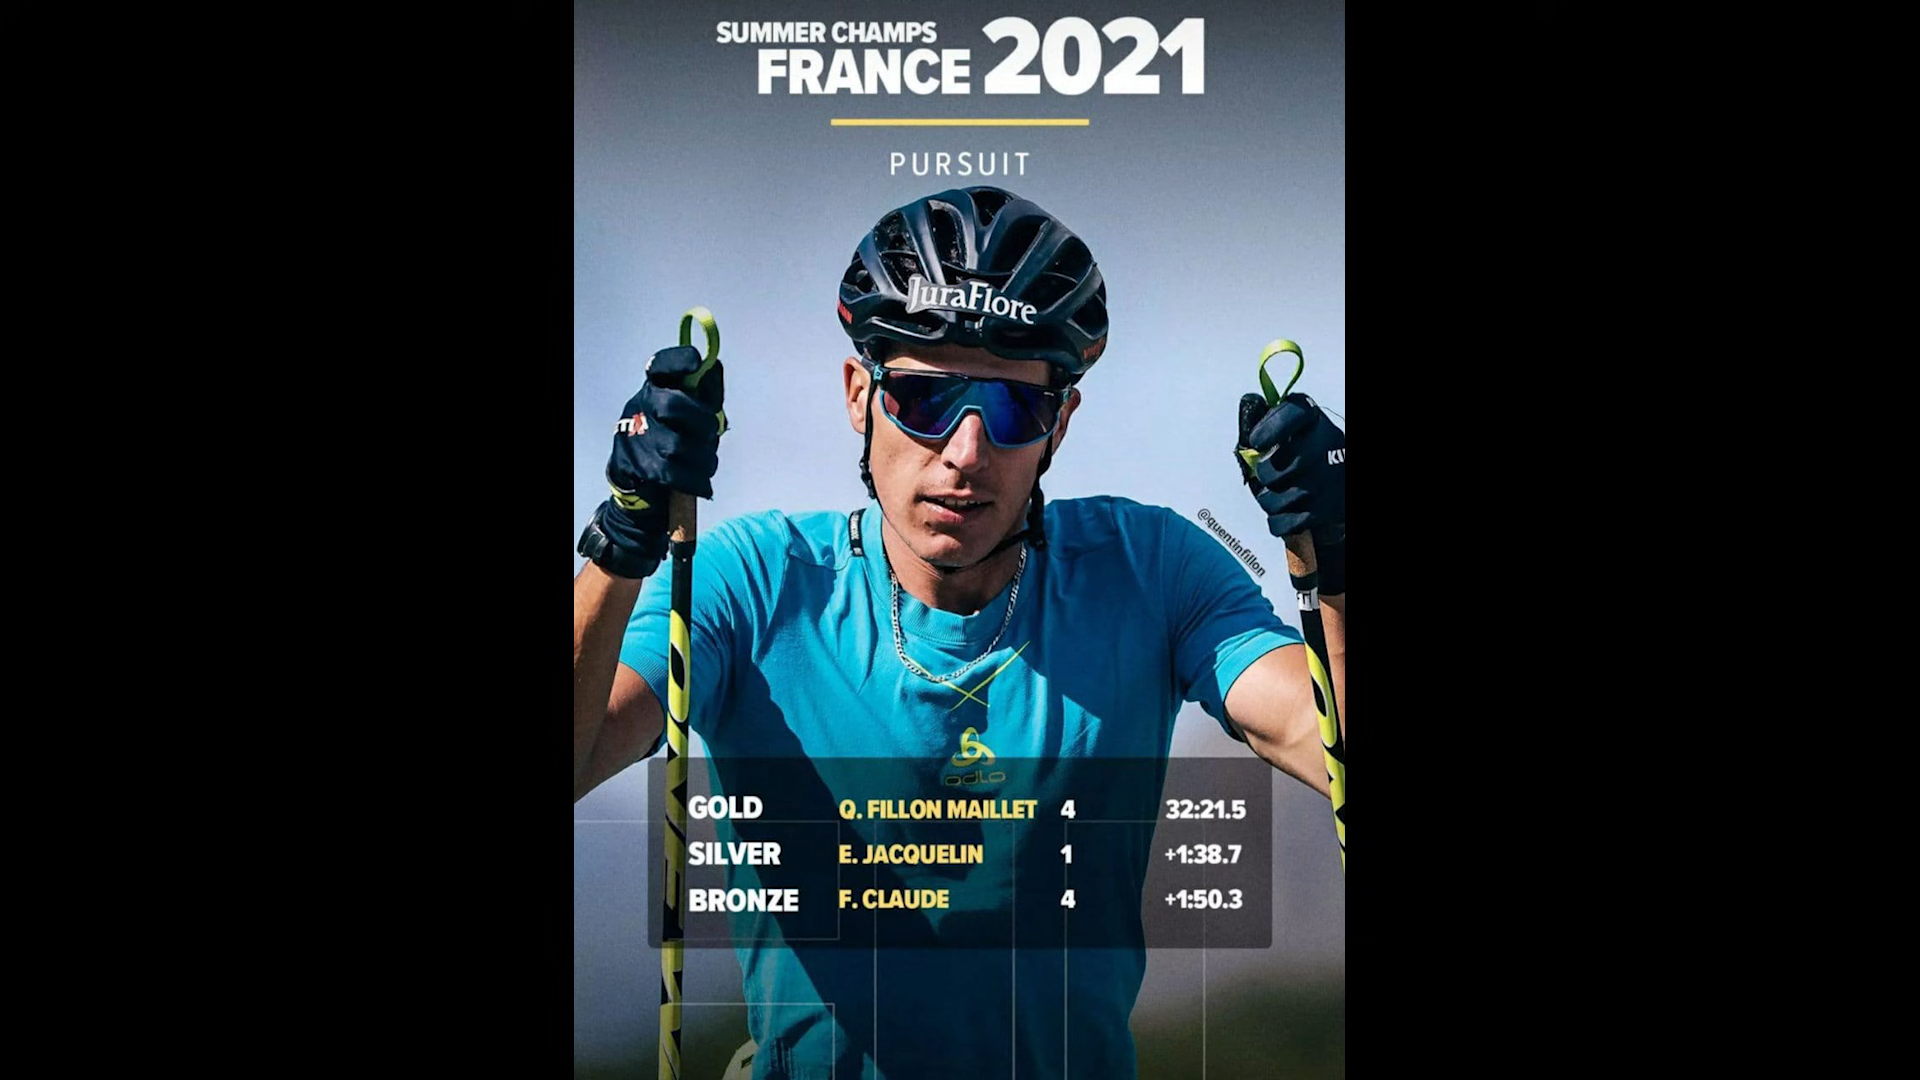 SUMMER CHAMPS
FRANCE 2021
PURSUIT
JuraFlore
@quentinfillon
odlo
GOLD Q. FILLON MAILLET 4 32:21.5
SILVER E. JACQUELIN 1 +1:38.7
BRONZE F. CLAUDE 4 +1:50.3